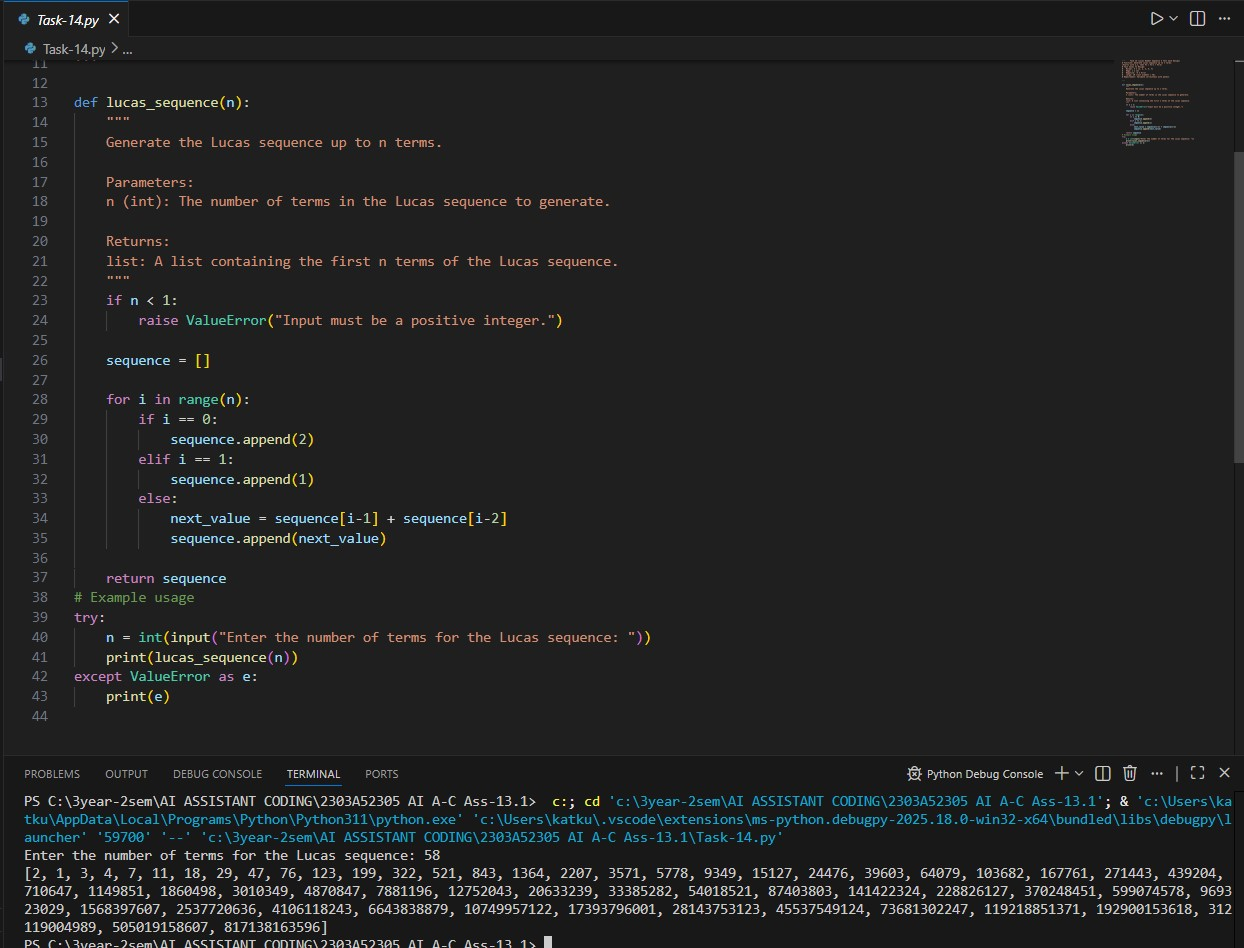 Task-14.py
Task-14.py > ...
11
12
13 def lucas_sequence(n):
14     """
15     Generate the Lucas sequence up to n terms.
16
17     Parameters:
18     n (int): The number of terms in the Lucas sequence to generate.
19
20     Returns:
21     list: A list containing the first n terms of the Lucas sequence.
22     """
23     if n < 1:
24         raise ValueError("Input must be a positive integer.")
25
26     sequence = []
27
28     for i in range(n):
29         if i == 0:
30             sequence.append(2)
31         elif i == 1:
32             sequence.append(1)
33         else:
34             next_value = sequence[i-1] + sequence[i-2]
35             sequence.append(next_value)
36
37     return sequence
38 # Example usage
39 try:
40     n = int(input("Enter the number of terms for the Lucas sequence: "))
41     print(lucas_sequence(n))
42 except ValueError as e:
43     print(e)
44
PROBLEMS OUTPUT DEBUG CONSOLE TERMINAL PORTS Python Debug Console
PS C:\3year-2sem\AI ASSISTANT CODING\2303A52305 AI A-C Ass-13.1>  c:; cd 'c:\3year-2sem\AI ASSISTANT CODING\2303A52305 AI A-C Ass-13.1'; & 'c:\Users\ka
tku\AppData\Local\Programs\Python\Python311\python.exe' 'c:\Users\katku\.vscode\extensions\ms-python.debugpy-2025.18.0-win32-x64\bundled\libs\debugpy\l
auncher' '59700' '--' 'c:\3year-2sem\AI ASSISTANT CODING\2303A52305 AI A-C Ass-13.1\Task-14.py'
Enter the number of terms for the Lucas sequence: 58
[2, 1, 3, 4, 7, 11, 18, 29, 47, 76, 123, 199, 322, 521, 843, 1364, 2207, 3571, 5778, 9349, 15127, 24476, 39603, 64079, 103682, 167761, 271443, 439204,
710647, 1149851, 1860498, 3010349, 4870847, 7881196, 12752043, 20633239, 33385282, 54018521, 87403803, 141422324, 228826127, 370248451, 599074578, 9693
23029, 1568397607, 2537720636, 4106118243, 6643838879, 10749957122, 17393796001, 28143753123, 45537549124, 73681302247, 119218851371, 192900153618, 312
119004989, 505019158607, 817138163596]
PS C:\3year-2sem\AI ASSISTANT CODING\2303A52305 AI A-C Ass-13.1>